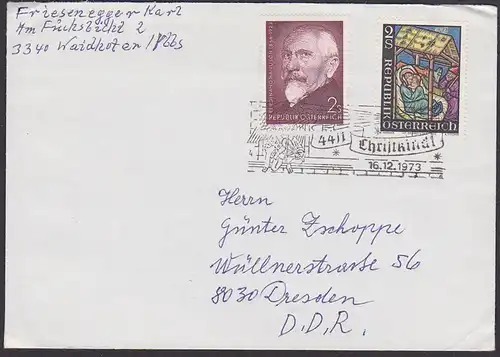 Friesenegger Karl
Am Fuchsbichl 2
3340 Waidhofen/Ybbs
2S
REPUBLIK ÖSTERREICH
2S
REPUBLIK
ÖSTERREICH
4411
Christkindl
16.12.1973
Herrn
Günter Zschoppe
Wüllnerstrasse 56
8030 Dresden
D.D.R.